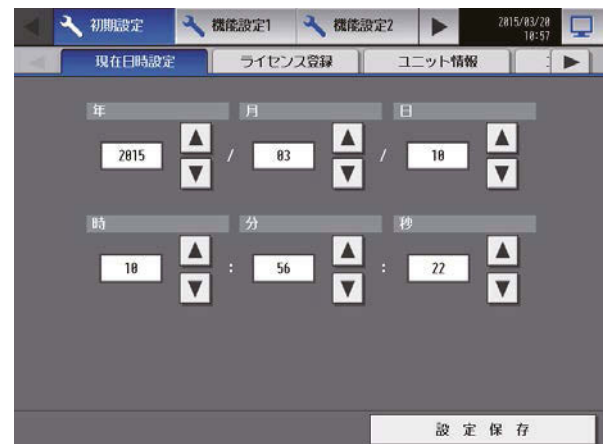 初期設定 機能設定1 機能設定2 2015/03/20
10:57
現在日時設定 ライセンス登録 ユニット情報
年 月 日
2015 / 03 / 10
時 分 秒
10 : 56 : 22
設定保存